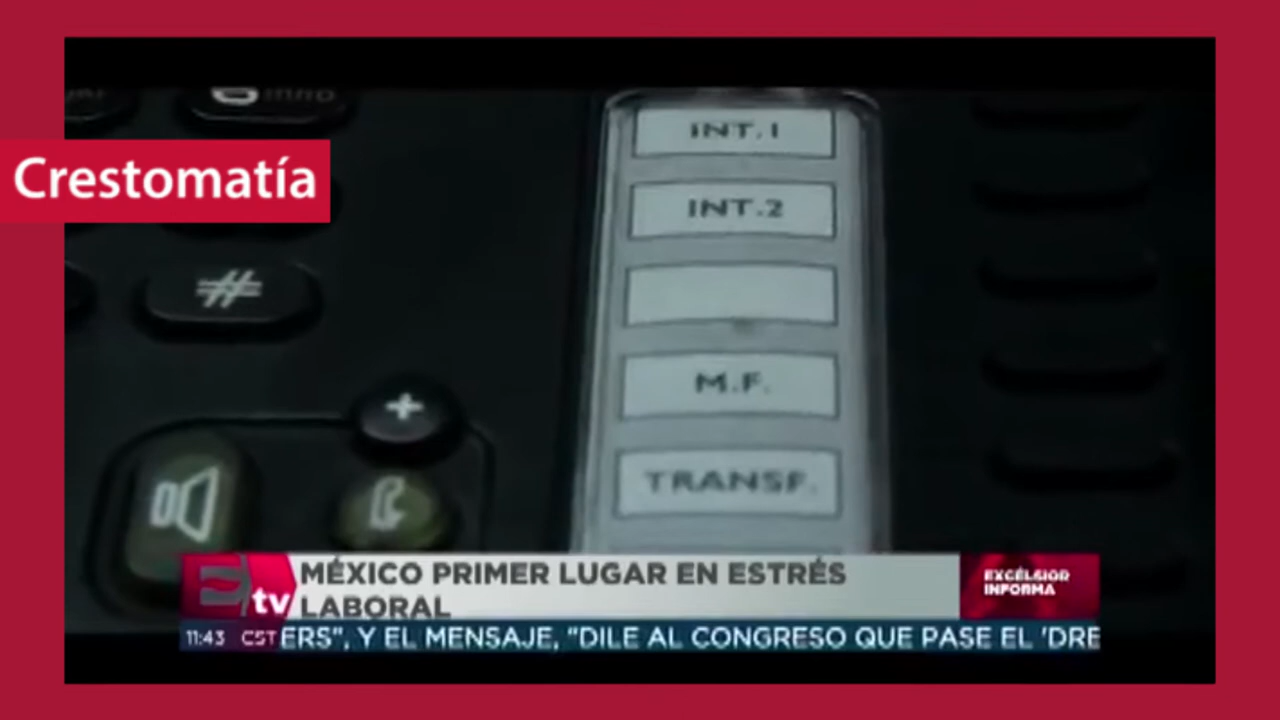 INT.1
Crestomatía
INT.2
#
M.F.
+
TRANSF.
tv
MÉXICO PRIMER LUGAR EN ESTRÉS
LABORAL
EXCÉLSIOR
INFORMA
11:43 CST
ERS", Y EL MENSAJE, "DILE AL CONGRESO QUE PASE EL 'DRE